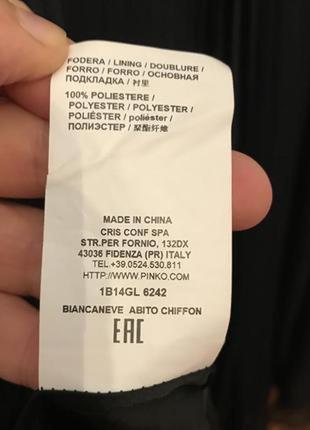 FODERA / LINING / DOUBLURE /
FORRO / FORRO / ОСНОВНАЯ
ПОДКЛАДКА / 衬里
100% POLIESTERE /
POLYESTER / POLYESTER /
POLIÉSTER / poliéster /
ПОЛИЭСТЕР / 聚酯纤维
MADE IN CHINA
CRIS CONF SPA
STR.PER FORNIO, 132DX
43036 FIDENZA (PR) ITALY
TEL.+39.0524.530.811
HTTP://WWW.PINKO.COM
1B14GL 6242
BIANCANEVE ABITO CHIFFON
EAC